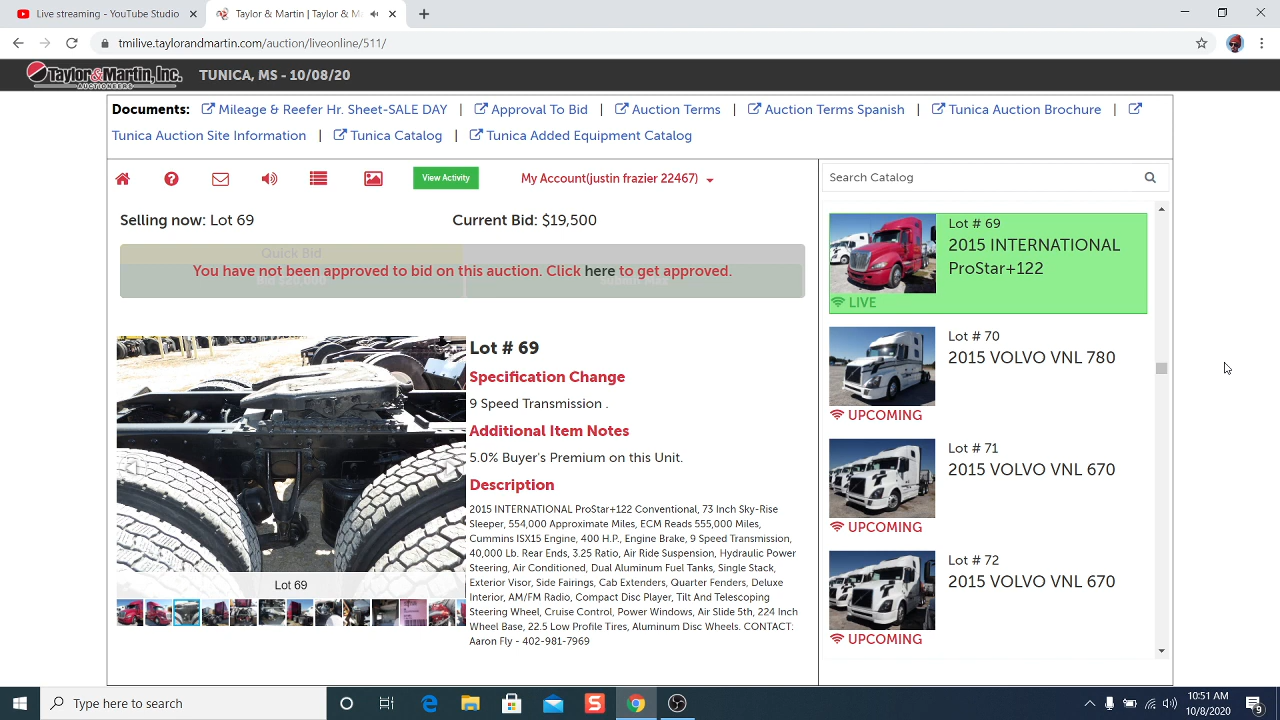 Live streaming - YouTube Studio
Taylor & Martin | Taylor & M
tmlive.taylorandmartin.com/auction/liveonline/511/
Taylor & Martin, Inc.
AUCTIONEERS
TUNICA, MS - 10/08/20
Documents: Mileage & Reefer Hr. Sheet-SALE DAY | Approval To Bid | Auction Terms | Auction Terms Spanish | Tunica Auction Brochure |
Tunica Auction Site Information | Tunica Catalog | Tunica Added Equipment Catalog
View Activity
My Account(justin frazier 22467)
Selling now: Lot 69
Current Bid: $19,500
Quick Bid
You have not been approved to bid on this auction. Click here to get approved.
Bid $20,000
Submit Max
Lot # 69
Specification Change
9 Speed Transmission .
Additional Item Notes
5.0% Buyer's Premium on this Unit.
Description
2015 INTERNATIONAL ProStar+122 Conventional, 73 Inch Sky-Rise
Sleeper, 554,000 Approximate Miles, ECM Reads 555,000 Miles,
Cummins ISX15 Engine, 400 H.P., Engine Brake, 9 Speed Transmission,
40,000 Lb. Rear Ends, 3.25 Ratio, Air Ride Suspension, Hydraulic Power
Steering, Air Conditioned, Dual Aluminum Fuel Tanks, Single Stack,
Exterior Visor, Side Fairings, Cab Extenders, Quarter Fenders, Deluxe
Interior, AM/FM Radio, Compact Disc Player, Tilt And Telescoping
Steering Wheel, Cruise Control, Power Windows, Air Slide 5th, 224 Inch
Wheel Base, 22.5 Low Profile Tires, Aluminum Disc Wheels. CONTACT:
Aaron Fly - 402-981-7969
Lot 69
Search Catalog
Lot # 69
2015 INTERNATIONAL
ProStar+122
LIVE
Lot # 70
2015 VOLVO VNL 780
UPCOMING
Lot # 71
2015 VOLVO VNL 670
UPCOMING
Lot # 72
2015 VOLVO VNL 670
UPCOMING
Type here to search
10:51 AM
10/8/2020
9